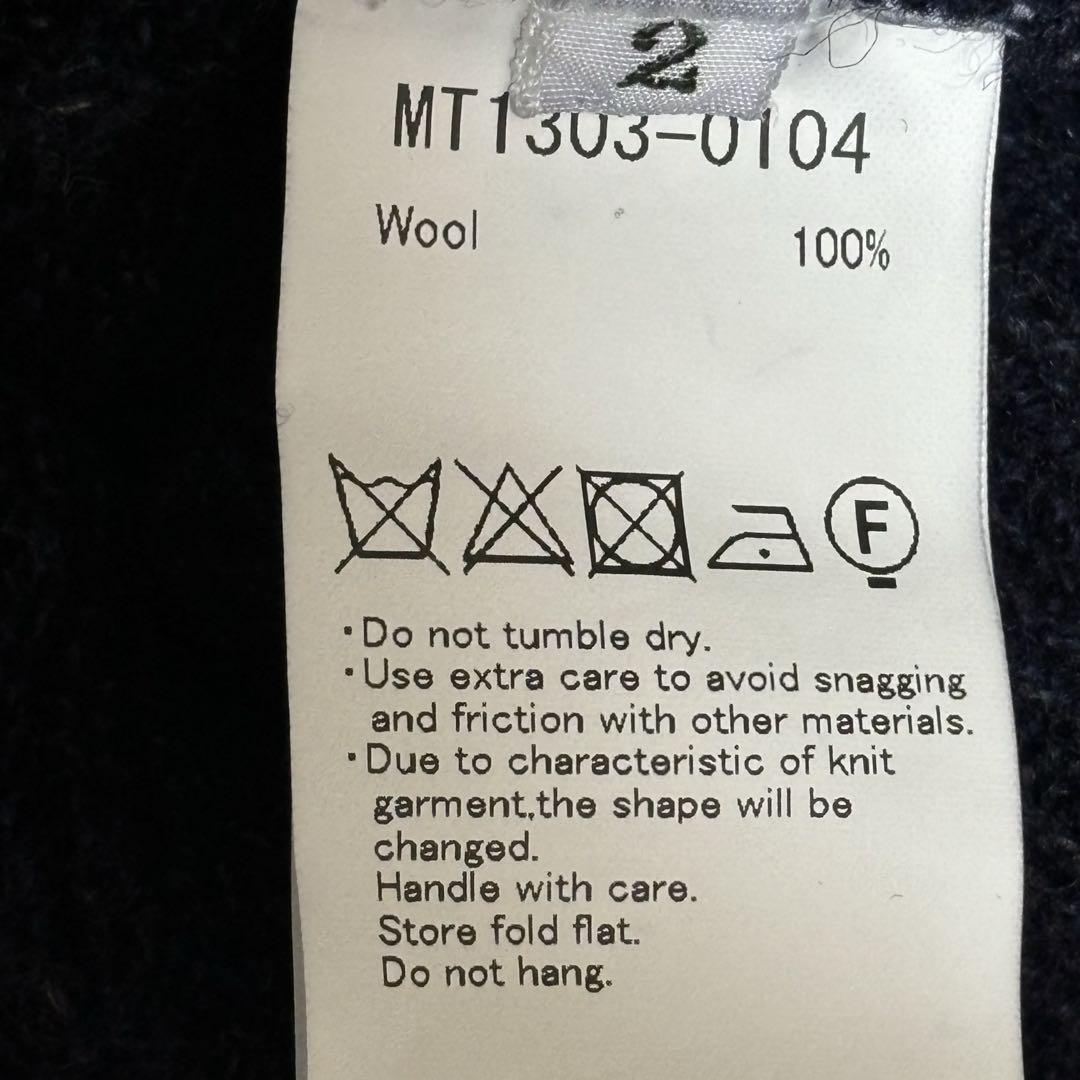 2
MT1303-0104
Wool 100%
F
・Do not tumble dry.
・Use extra care to avoid snagging
and friction with other materials.
・Due to characteristic of knit
garment,the shape will be
changed.
Handle with care.
Store fold flat.
Do not hang.